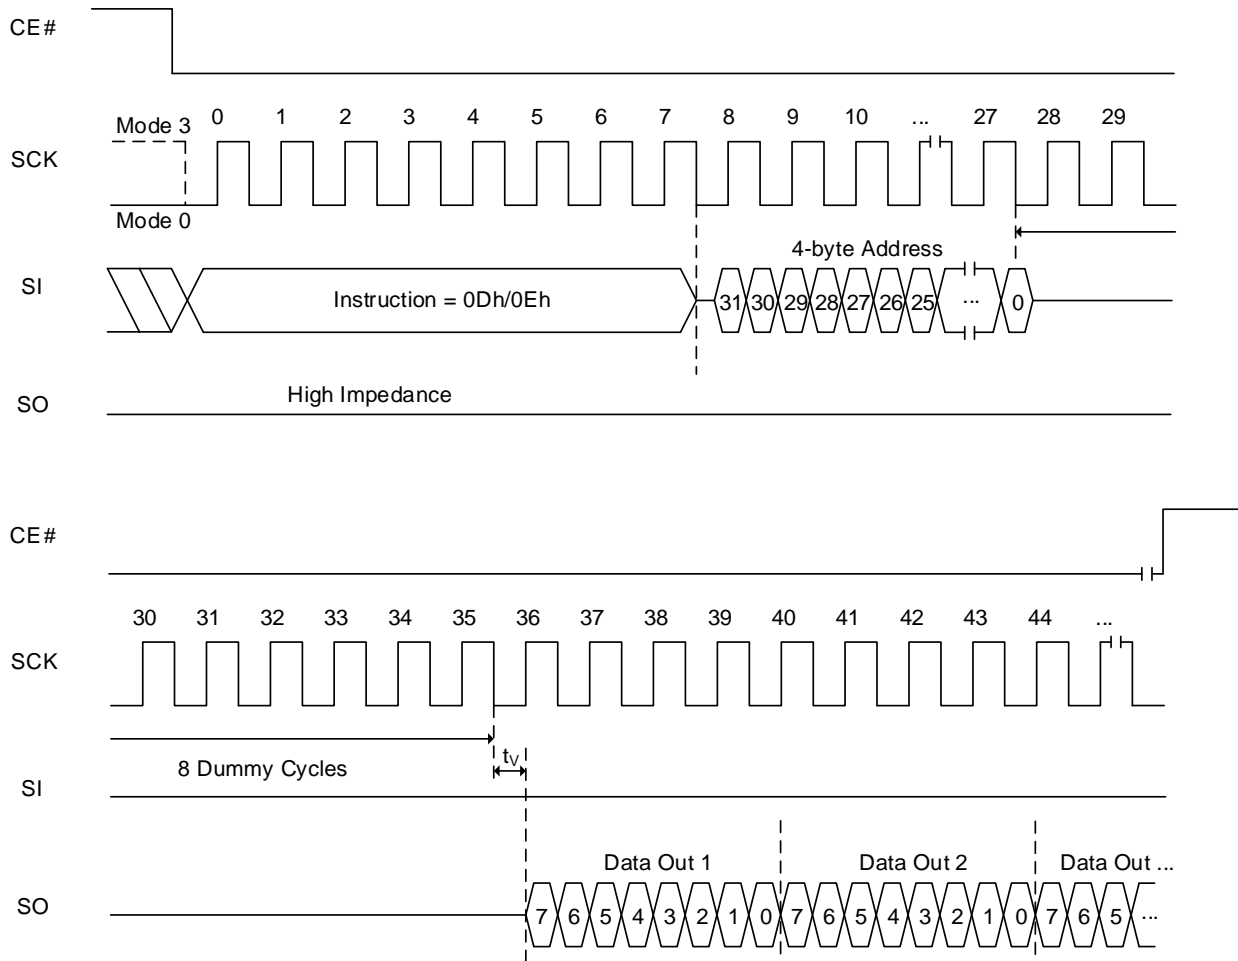 CE#
Mode 3
0 1 2 3 4 5 6 7 8 9 10 ... 27 28 29
SCK
Mode 0
4-byte Address
SI
Instruction = 0Dh/0Eh
31 30 29 28 27 26 25 ... 0
High Impedance
SO
CE#
30 31 32 33 34 35 36 37 38 39 40 41 42 43 44 ...
SCK
8 Dummy Cycles
tV
SI
Data Out 1 Data Out 2 Data Out ...
SO
7 6 5 4 3 2 1 0 7 6 5 4 3 2 1 0 7 6 5 ...